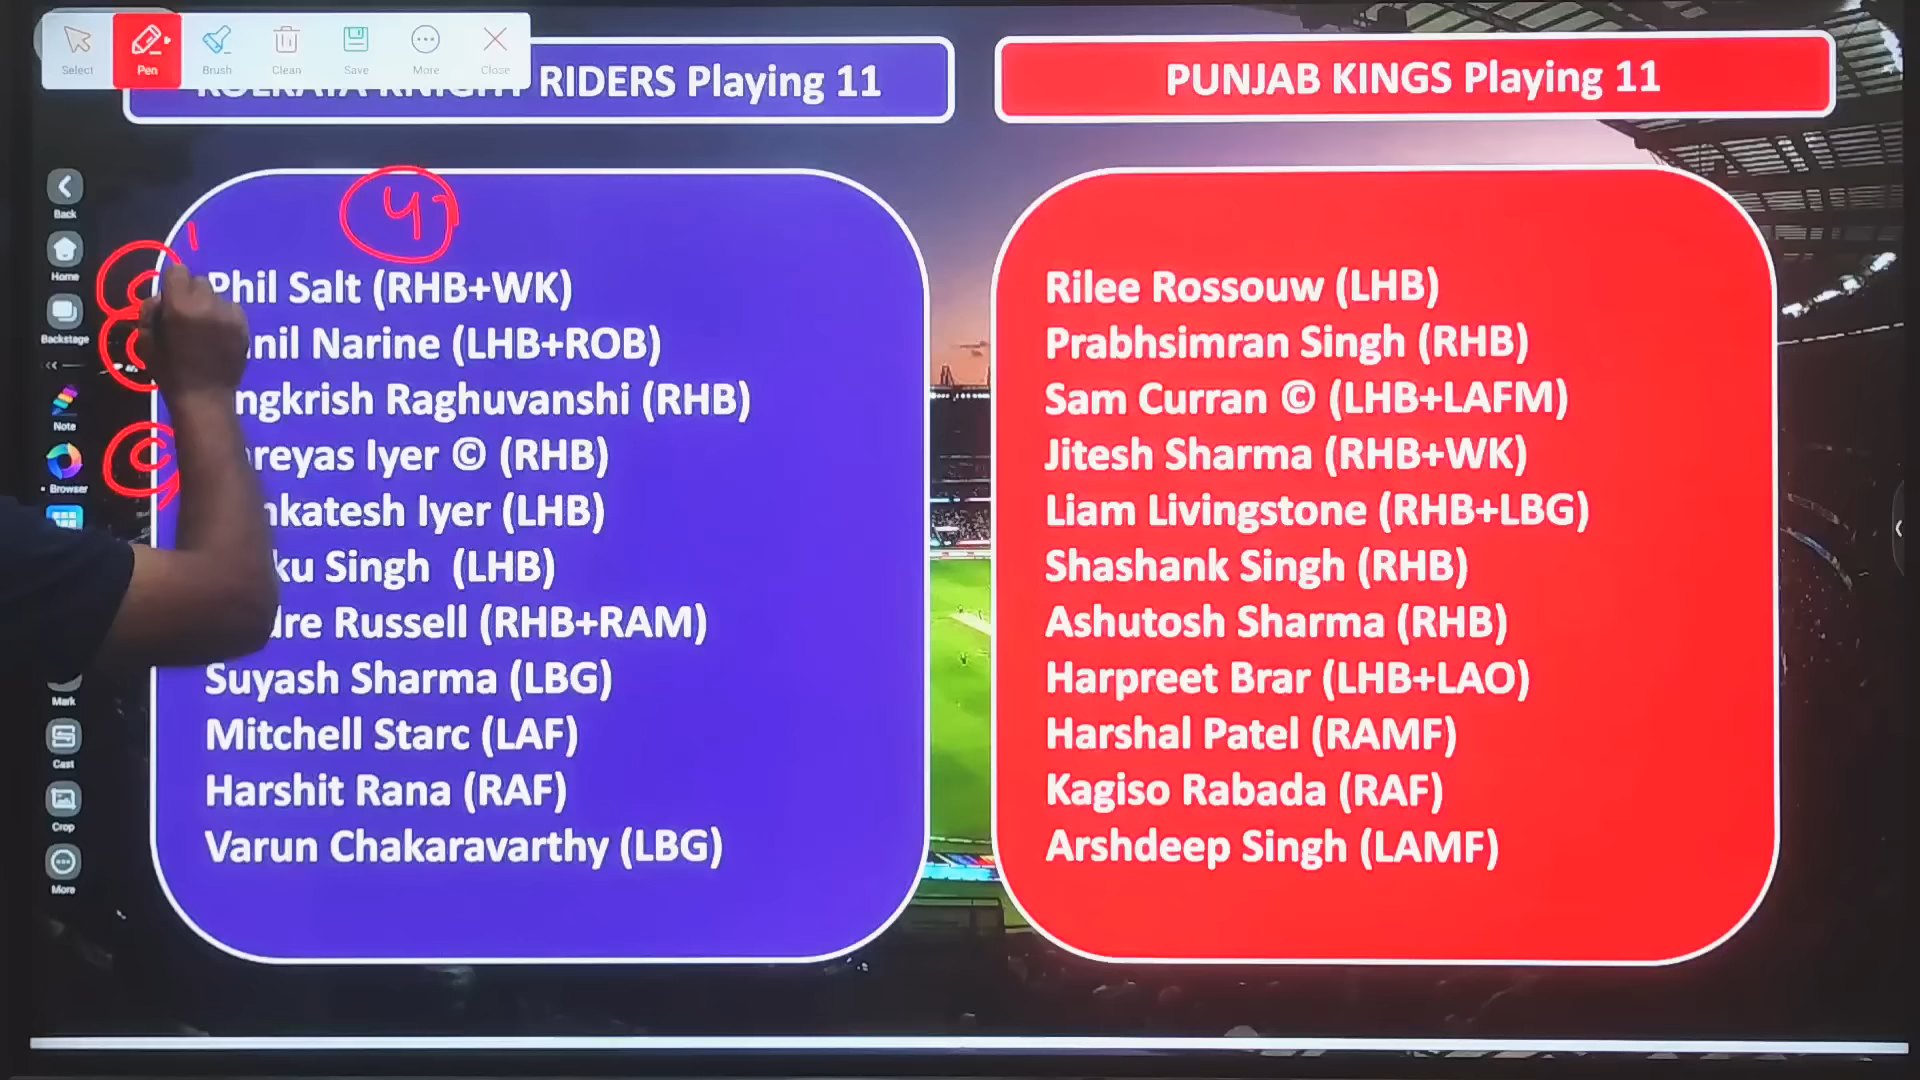 Select
Pen
Brush
Clean
Save
More
Close
RIDERS Playing 11
PUNJAB KINGS Playing 11
Back
Home
Backstage
Note
Browser
Mark
Cast
Crop
More
Phil Salt (RHB+WK)
nil Narine (LHB+ROB)
ngkrish Raghuvanshi (RHB)
reyas Iyer © (RHB)
nkatesh Iyer (LHB)
ku Singh (LHB)
dre Russell (RHB+RAM)
Suyash Sharma (LBG)
Mitchell Starc (LAF)
Harshit Rana (RAF)
Varun Chakaravarthy (LBG)
Rilee Rossouw (LHB)
Prabhsimran Singh (RHB)
Sam Curran © (LHB+LAFM)
Jitesh Sharma (RHB+WK)
Liam Livingstone (RHB+LBG)
Shashank Singh (RHB)
Ashutosh Sharma (RHB)
Harpreet Brar (LHB+LAO)
Harshal Patel (RAMF)
Kagiso Rabada (RAF)
Arshdeep Singh (LAMF)